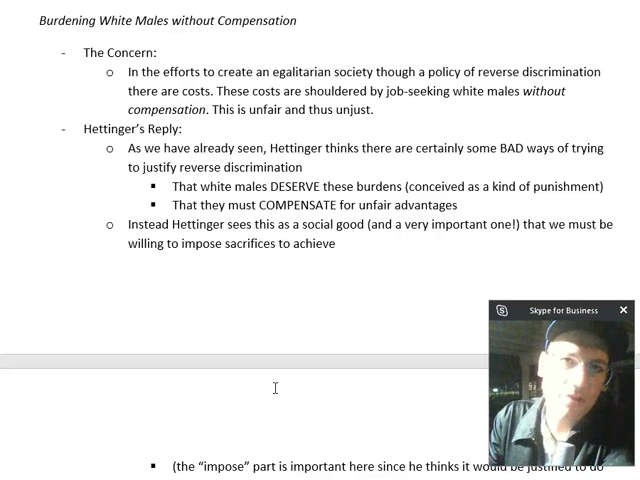 Burdening White Males without Compensation
- The Concern:
o In the efforts to create an egalitarian society though a policy of reverse discrimination
there are costs. These costs are shouldered by job-seeking white males without
compensation. This is unfair and thus unjust.
- Hettinger's Reply:
o As we have already seen, Hettinger thinks there are certainly some BAD ways of trying
to justify reverse discrimination
▪ That white males DESERVE these burdens (conceived as a kind of punishment)
▪ That they must COMPENSATE for unfair advantages
o Instead Hettinger sees this as a social good (and a very important one!) that we must be
willing to impose sacrifices to achieve
Skype for Business
▪ (the “impose” part is important here since he thinks it would be justified to do